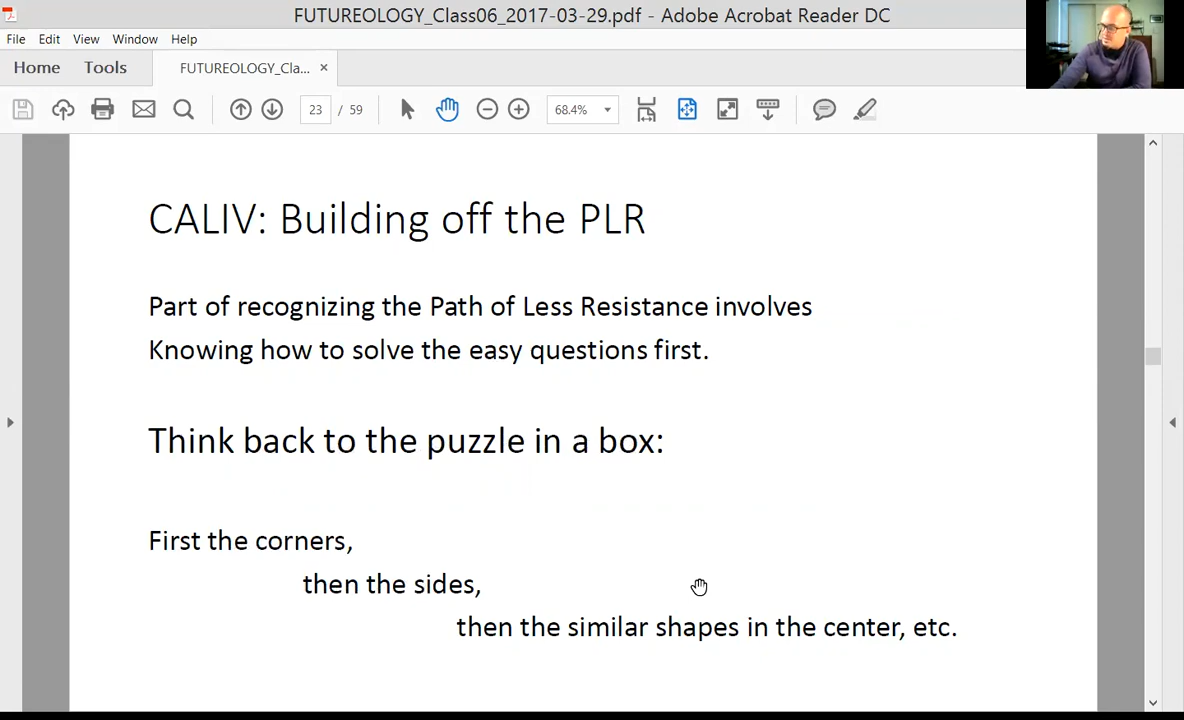 FUTUREOLOGY_Class06_2017-03-29.pdf - Adobe Acrobat Reader DC
File Edit View Window Help
Home Tools FUTUREOLOGY_Cla... ×
23 / 59 68.4%
CALIV: Building off the PLR
Part of recognizing the Path of Less Resistance involves
Knowing how to solve the easy questions first.
Think back to the puzzle in a box:
First the corners,
then the sides,
then the similar shapes in the center, etc.